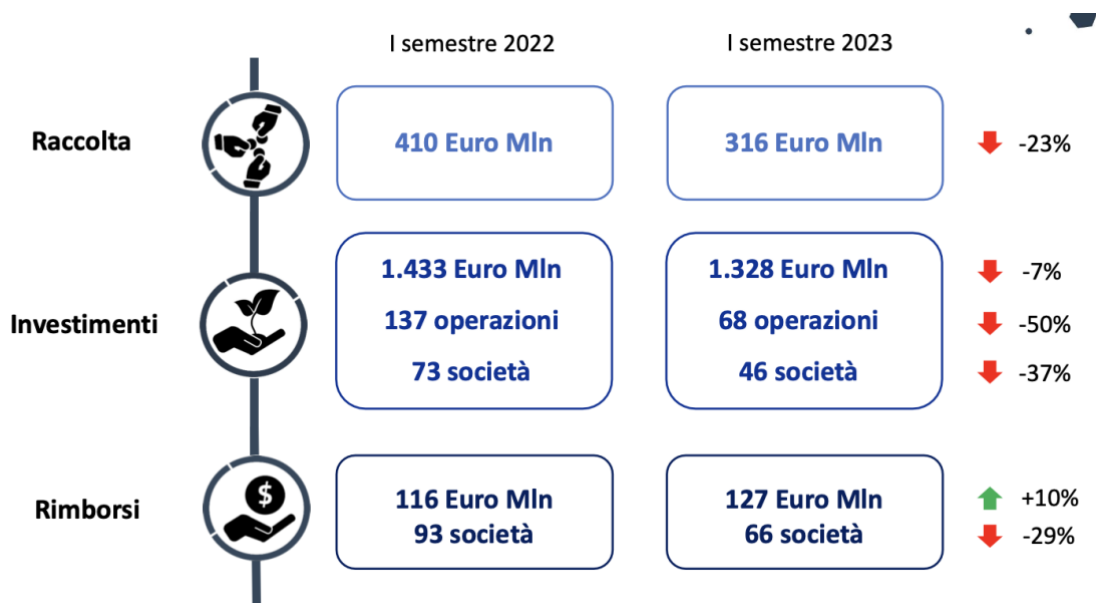 I semestre 2022 I semestre 2023
Raccolta 410 Euro Mln 316 Euro Mln -23%
1.433 Euro Mln 1.328 Euro Mln -7%
Investimenti 137 operazioni 68 operazioni -50%
73 società 46 società -37%
$
Rimborsi 116 Euro Mln 127 Euro Mln +10%
93 società 66 società -29%